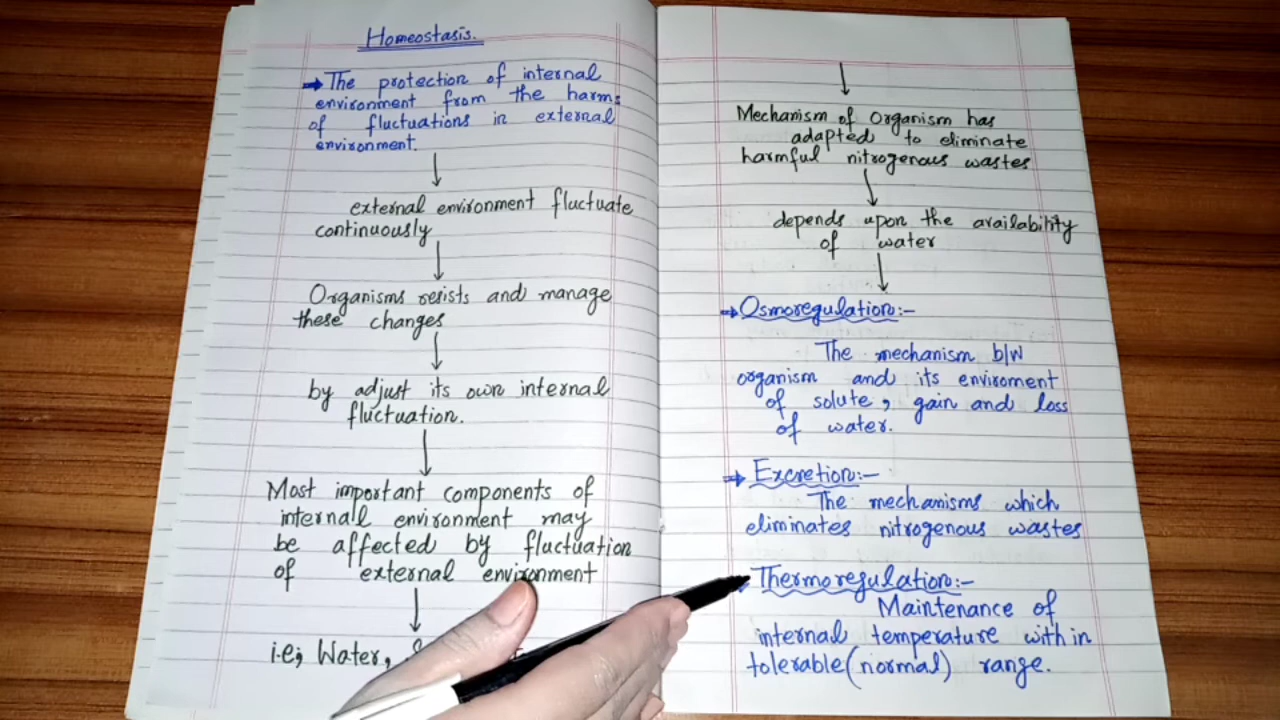 Homeostasis.
The protection of internal
environment from the harms
of fluctuations in external
environment.
external environment fluctuate
continuously
Organisms resists and manage
these changes
by adjust its own internal
fluctuation.
Most important components of
internal environment may
be affected by fluctuation
of external environment
i.e; Water,
Mechanism of Organism has
adapted to eliminate
harmful nitrogenous wastes
depends upon the availability
of water
Osmoregulation:-
The mechanism b/w
organism and its enviroment
of solute, gain and loss
of water.
Excretion:-
The mechanisms which
eliminates nitrogenous wastes
Thermoregulation:-
Maintenance of
internal temperature with in
tolerable (normal) range.